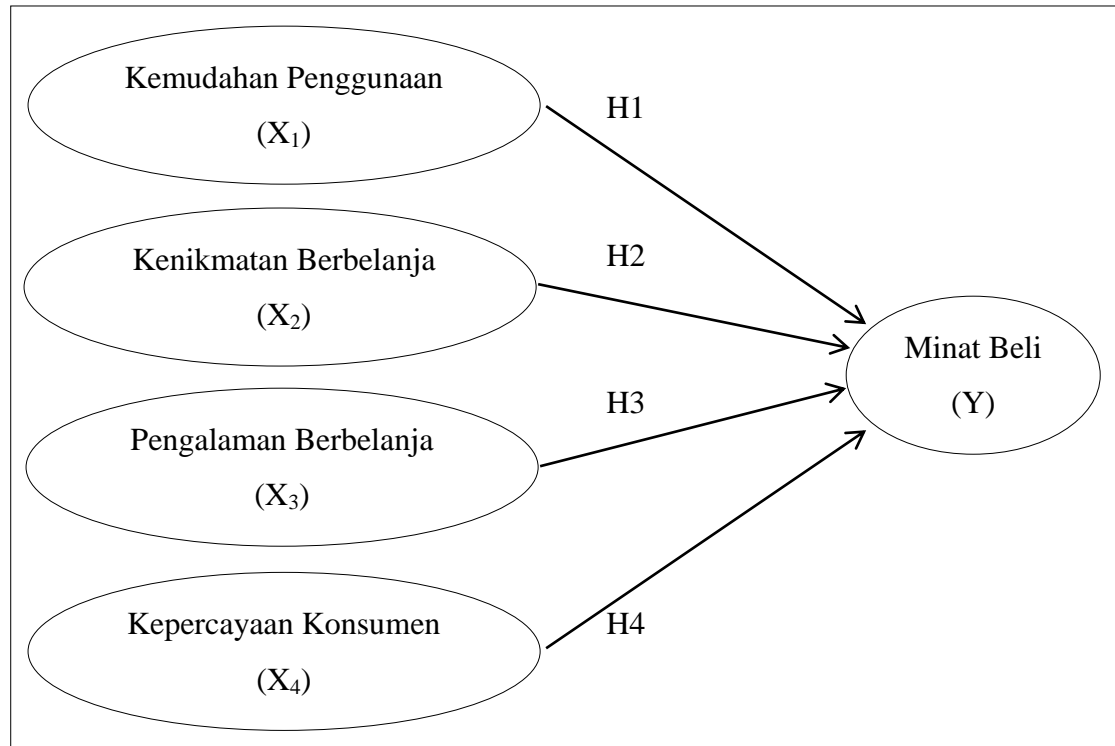 Kemudahan Penggunaan
(X₁)
H1
Kenikmatan Berbelanja
(X₂)
H2
Pengalaman Berbelanja
(X₃)
H3
Kepercayaan Konsumen
(X₄)
H4
Minat Beli
(Y)